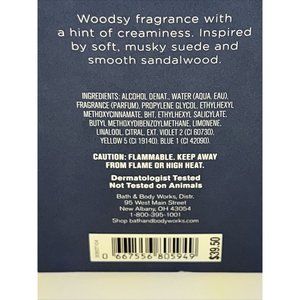 Woodsy fragrance with
a hint of creaminess. Inspired
by soft, musky suede and
smooth sandalwood.
INGREDIENTS: ALCOHOL DENAT., WATER (AQUA, EAU),
FRAGRANCE (PARFUM), PROPYLENE GLYCOL, ETHYLHEXYL
METHOXYCINNAMATE, BHT, ETHYLHEXYL SALICYLATE,
BUTYL METHOXYDIBENZOYLMETHANE, LIMONENE,
LINALOOL, CITRAL, EXT. VIOLET 2 (CI 60730),
YELLOW 5 (CI 19140), BLUE 1 (CI 42090).
CAUTION: FLAMMABLE. KEEP AWAY
FROM FLAME OR HIGH HEAT.
Dermatologist Tested
Not Tested on Animals
Bath & Body Works, Distr.
95 West Main Street
New Albany, OH 43054
1-800-395-1001
Shop bathandbodyworks.com
0 667556 805949
$39.50